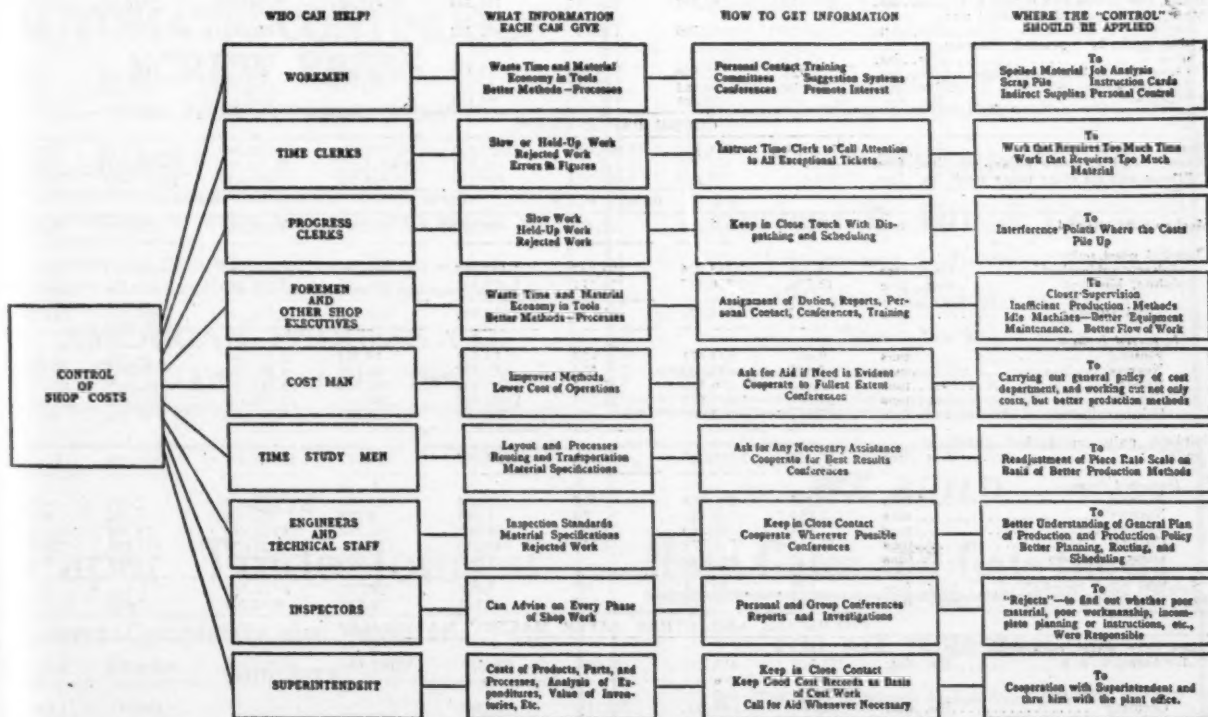 WHO CAN HELP?
WHAT INFORMATION
EACH CAN GIVE
HOW TO GET INFORMATION
WHERE THE "CONTROL"
SHOULD BE APPLIED
CONTROL
OF
SHOP COSTS
WORKMEN
Waste Time and Material
Economy in Tools
Better Methods—Processes
Personal Contact Training
Committees Suggestion Systems
Conferences Promote Interest
To
Spoiled Material Job Analysis
Scrap Pile Instruction Cards
Indirect Supplies Personal Control
TIME CLERKS
Slow or Hold-Up Work
Rejected Work
Errors in Figures
Instruct Time Clerk to Call Attention
to All Exceptional Tickets
To
Work that Requires Too Much Time
Work that Requires Too Much
Material
PROGRESS
CLERKS
Slow Work
Held-Up Work
Rejected Work
Keep in Close Touch With Dis-
patching and Scheduling
To
Interference Points Where the Costs
Pile Up
FOREMEN
AND
OTHER SHOP
EXECUTIVES
Waste Time and Material
Economy in Tools
Better Methods—Processes
Assignment of Duties, Reports, Per-
sonal Contact, Conferences, Training
To
Closer Supervision
Inefficient Production Methods
Idle Machines—Better Equipment
Maintenance. Better Flow of Work
COST MAN
Improved Methods
Lower Cost of Operations
Ask for Aid if Need is Evident
Cooperate to Fullest Extent
Conferences
To
Carrying out general policy of cost
department, and working out not only
costs, but better production methods
TIME STUDY MEN
Layout and Processes
Routing and Transportation
Material Specifications
Ask for Any Necessary Assistance
Cooperate for Best Results
Conferences
To
Readjustment of Piece Rate Scale on
Basis of Better Production Methods
ENGINEERS
AND
TECHNICAL STAFF
Inspection Standards
Material Specifications
Rejected Work
Keep in Close Contact
Cooperate Wherever Possible
Conferences
To
Better Understanding of General Plan
of Production and Production Policy
Better Planning, Routing, and
Scheduling
INSPECTORS
Can Advise on Every Phase
of Shop Work
Personal and Group Conferences
Reports Investigations
To
"Rejects"—to find out whether poor
material, poor workmanship, incom-
plete planning or instructions, etc.,
Were Responsible
SUPERINTENDENT
Costs of Products, Parts, and
Processes, Analysis of Ex-
penditures, Value of Inven-
tories, Etc.
Keep in Close Contact
Keep Good Cost Records as Basis
of Cost Work
Call for Aid Whenever Necessary
To
Cooperation with Superintendent and
thru him with the plant office.